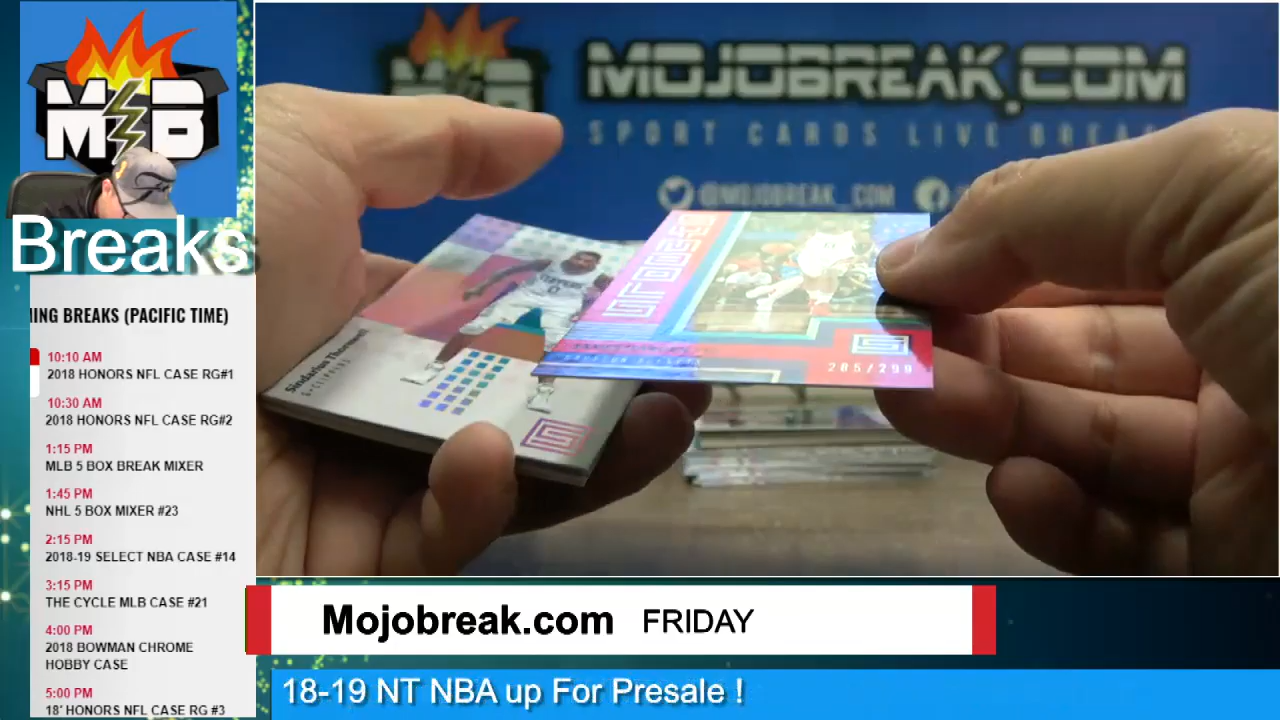 M B
Breaks
ING BREAKS (PACIFIC TIME)
10:10 AM
2018 HONORS NFL CASE RG#1
10:30 AM
2018 HONORS NFL CASE RG#2
1:15 PM
MLB 5 BOX BREAK MIXER
1:45 PM
NHL 5 BOX MIXER #23
2:15 PM
2018-19 SELECT NBA CASE #14
3:15 PM
THE CYCLE MLB CASE #21
4:00 PM
2018 BOWMAN CHROME
HOBBY CASE
5:00 PM
18' HONORS NFL CASE RG #3
MOJOBREAK.COM
SPORT CARDS LIVE BREA
@MOJOBREAK_COM
Sindarius Thornwell
CLIPPERS
285/299
Mojobreak.com FRIDAY
18-19 NT NBA up For Presale !